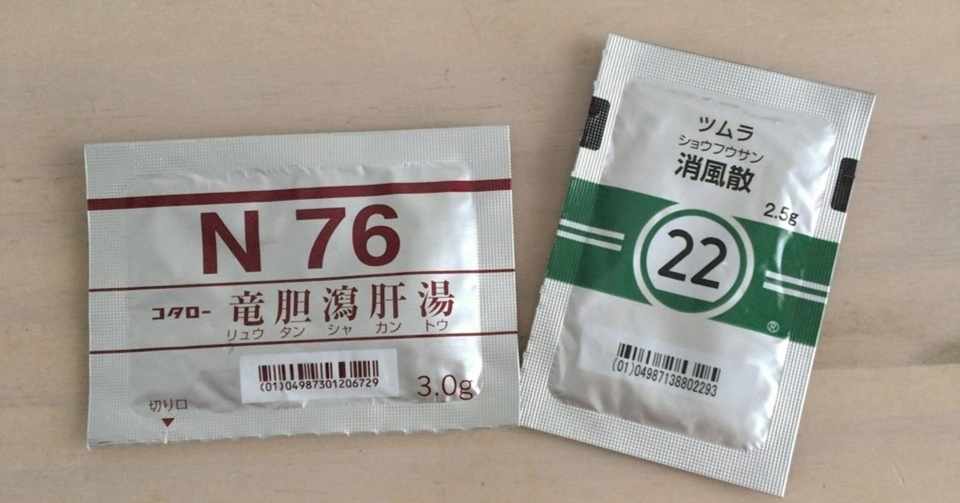 N 76
コタロー 竜胆瀉肝湯
リュウ タン シャ カン トウ
(01)04987301206729
3.0g
切り口
ツムラ
ショウフウサン
消風散
2.5g
22
®
(01)04987138802293